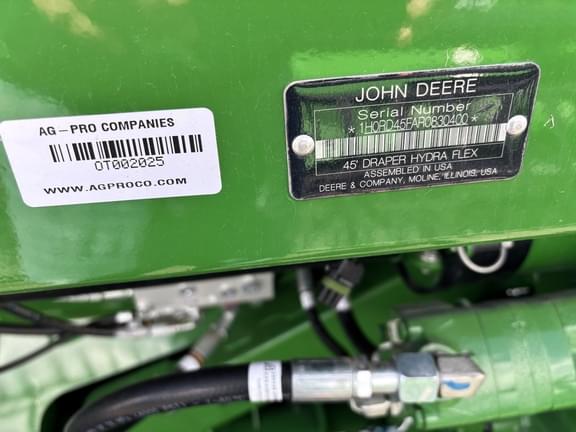 AG-PRO COMPANIES
OT002025
WWW.AGPROCO.COM
JOHN DEERE
Serial Number
*1H0RD45FAR0830400*
45' DRAPER HYDRA FLEX
ASSEMBLED IN USA
DEERE & COMPANY, MOLINE, ILLINOIS, USA